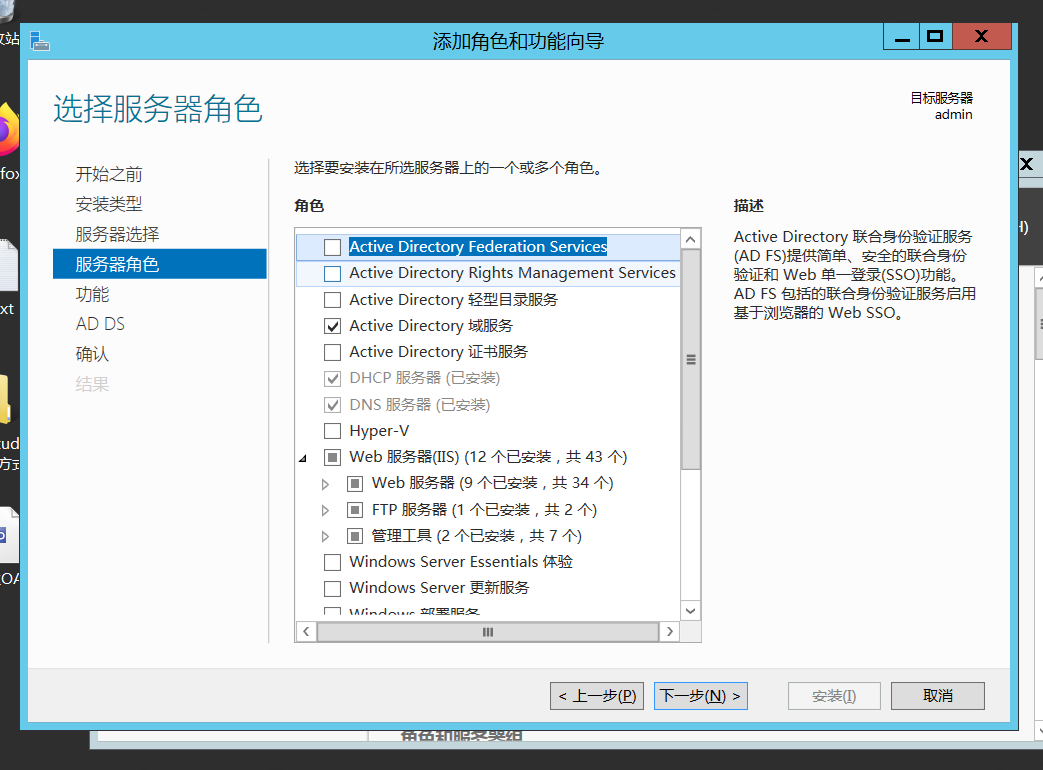 添加角色和功能向导
选择服务器角色
目标服务器
admin
开始之前
安装类型
服务器选择
服务器角色
功能
AD DS
确认
结果
选择要安装在所选服务器上的一个或多个角色。
角色
Active Directory Federation Services
Active Directory Rights Management Services
Active Directory 轻型目录服务
Active Directory 域服务
Active Directory 证书服务
DHCP 服务器 (已安装)
DNS 服务器 (已安装)
Hyper-V
Web 服务器(IIS) (12 个已安装，共 43 个)
Web 服务器 (9 个已安装，共 34 个)
FTP 服务器 (1 个已安装，共 2 个)
管理工具 (2 个已安装，共 7 个)
Windows Server Essentials 体验
Windows Server 更新服务
Windows 部署服务
描述
Active Directory 联合身份验证服务
(AD FS)提供简单、安全的联合身份
验证和 Web 单一登录(SSO)功能。
AD FS 包括的联合身份验证服务启用
基于浏览器的 Web SSO。
< 上一步(P)
下一步(N) >
安装(I)
取消
角色和服务器组